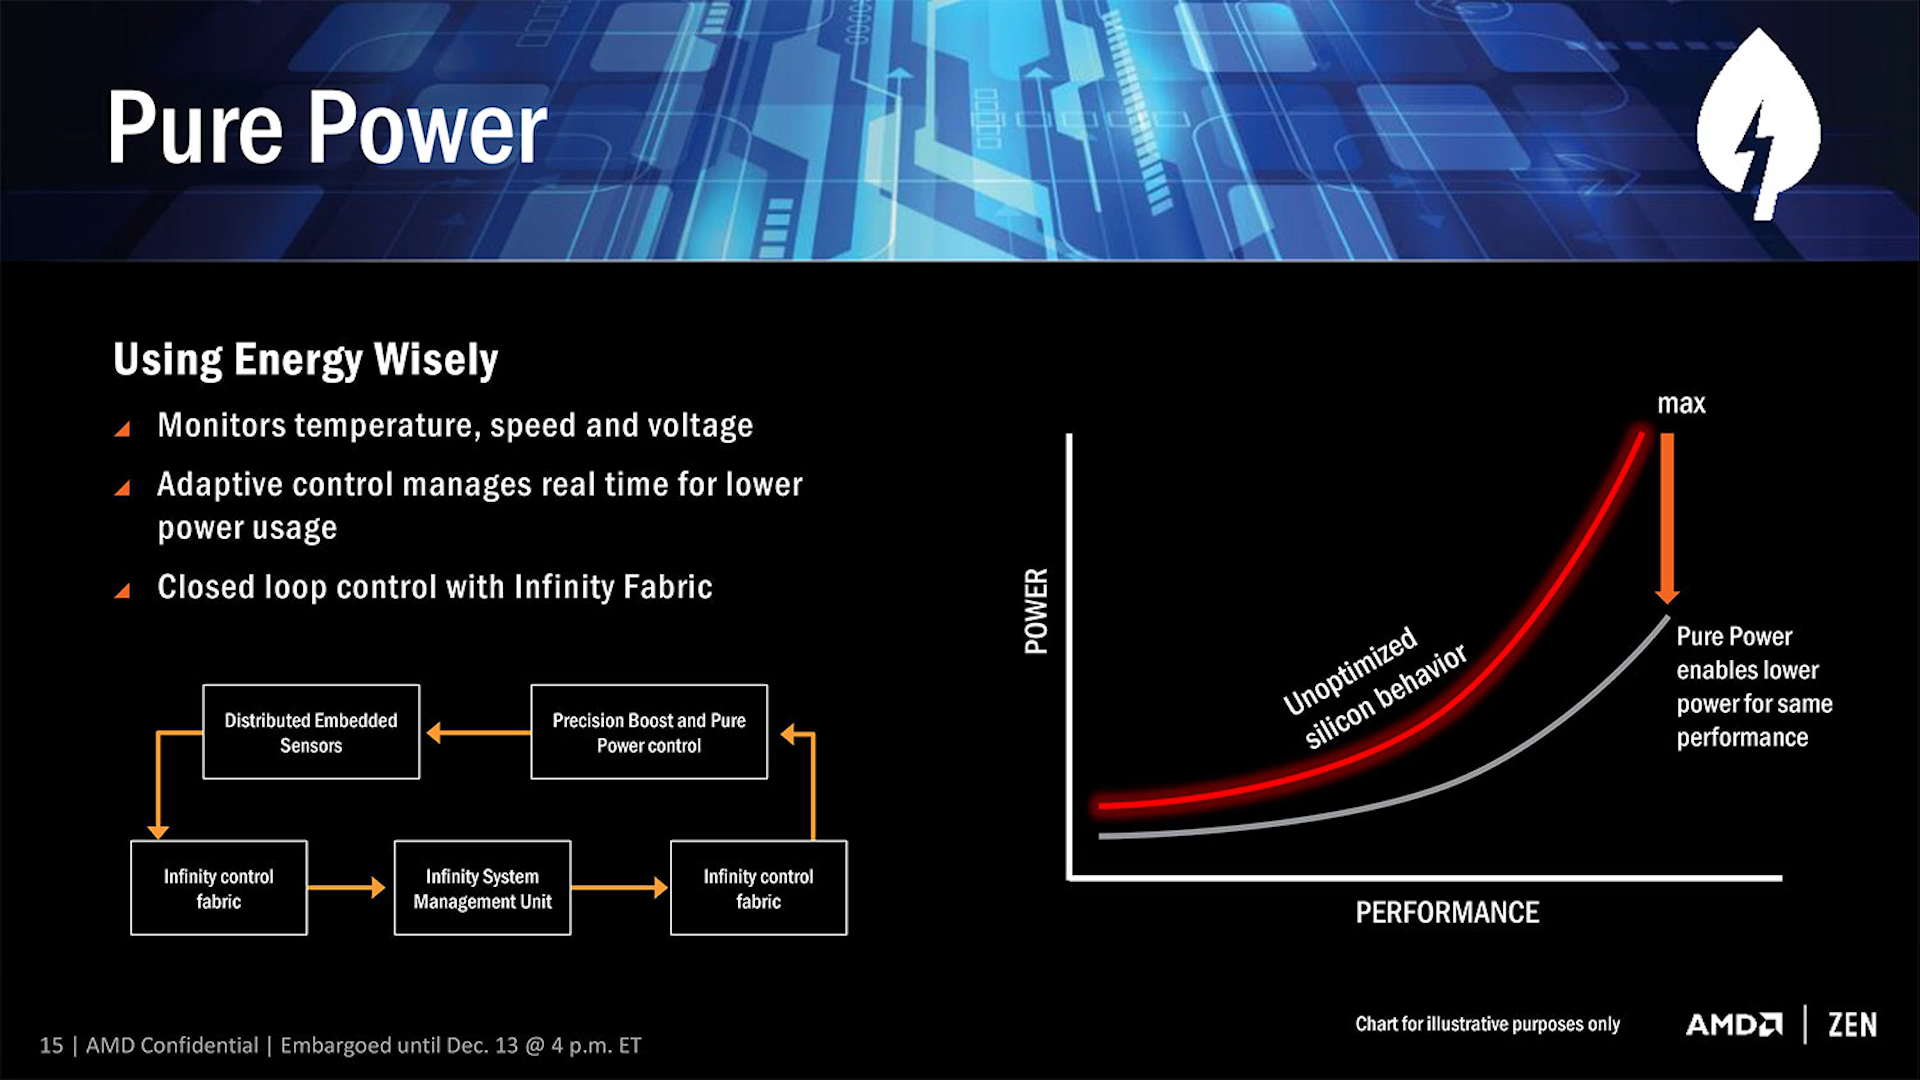 Pure Power
Using Energy Wisely
Monitors temperature, speed and voltage
Adaptive control manages real time for lower
power usage
Closed loop control with Infinity Fabric
Distributed Embedded
Sensors
Precision Boost and Pure
Power control
Infinity control
fabric
Infinity System
Management Unit
Infinity control
fabric
max
POWER
Unoptimized
silicon behavior
Pure Power
enables lower
power for same
performance
PERFORMANCE
Chart for illustrative purposes only
AMD | ZEN
15 | AMD Confidential | Embargoed until Dec. 13 @ 4 p.m. ET